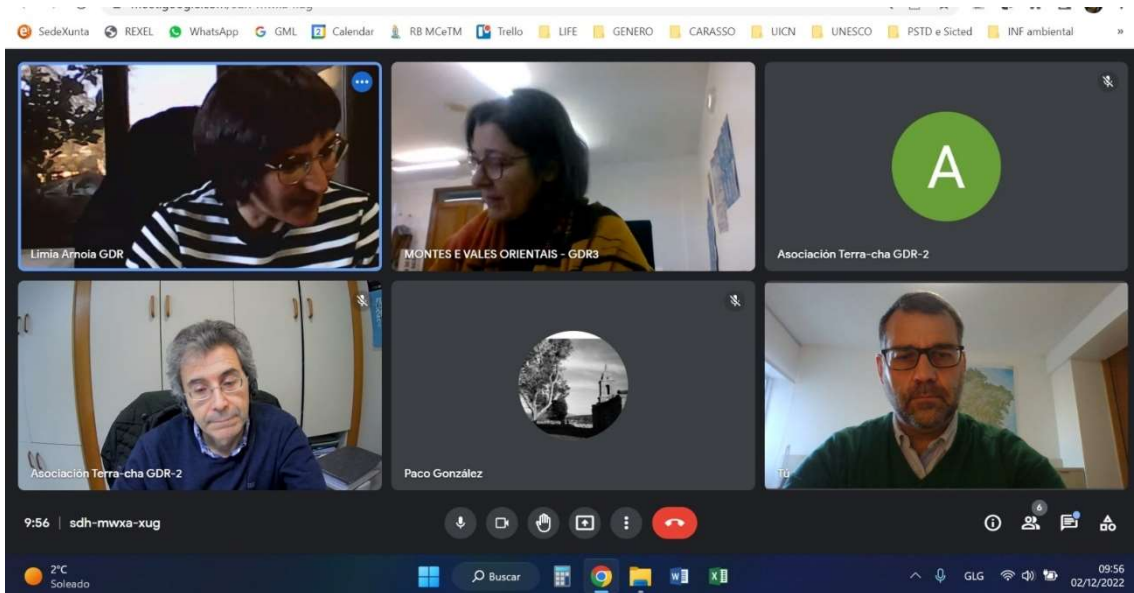 SedeXunta REXEL WhatsApp G GML 2 Calendar RB MCeTM Trello LIFE GENERO CARASSO UICN UNESCO PSTD e Sicted INF ambiental »
Limia Arnoia GDR
MONTES E VALES ORIENTAIS - GDR3
A
Asociación Terra-cha GDR-2
Asociación Terra-cha GDR-2
Paco González
Tú
9:56 | sdh-mwxa-xug
6
2°C
Soleado
Buscar
GLG
09:56
02/12/2022